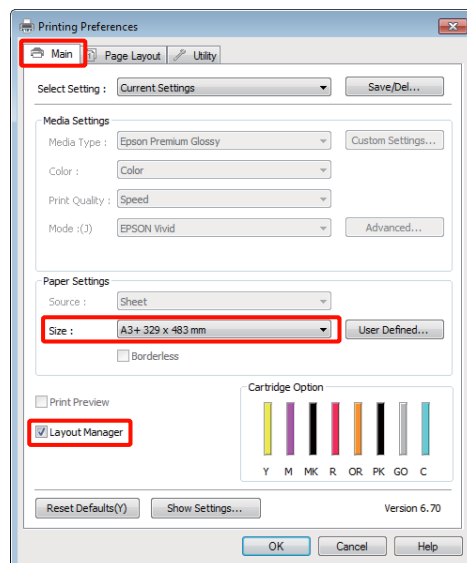 Printing Preferences
Main Page Layout Utility
Select Setting : Current Settings Save/Del...
Media Settings
Media Type : Epson Premium Glossy Custom Settings...
Color : Color
Print Quality : Speed
Mode :(J) EPSON Vivid Advanced...
Paper Settings
Source : Sheet
Size : A3+ 329 x 483 mm User Defined...
Borderless
Cartridge Option
Print Preview
Layout Manager
Y M MK R OR PK GO C
Reset Defaults(Y) Show Settings... Version 6.70
OK Cancel Help